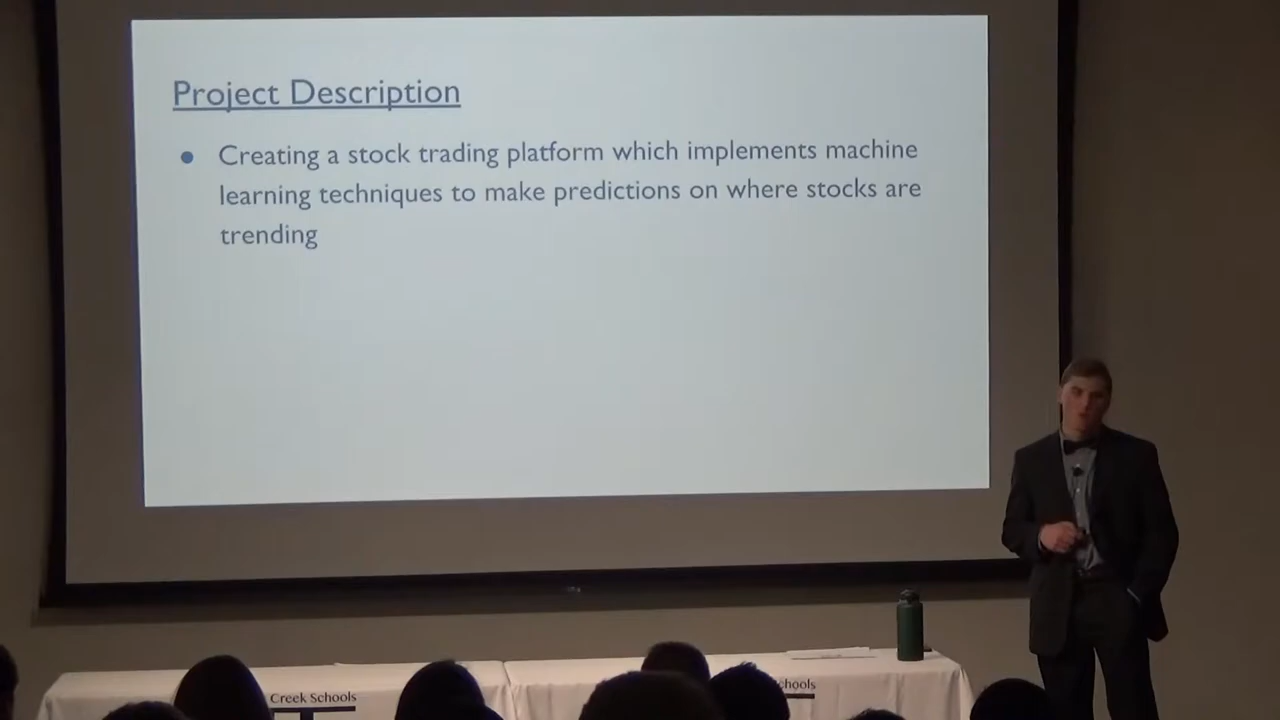 Project Description
Creating a stock trading platform which implements machine
learning techniques to make predictions on where stocks are
trending
Creek Schools